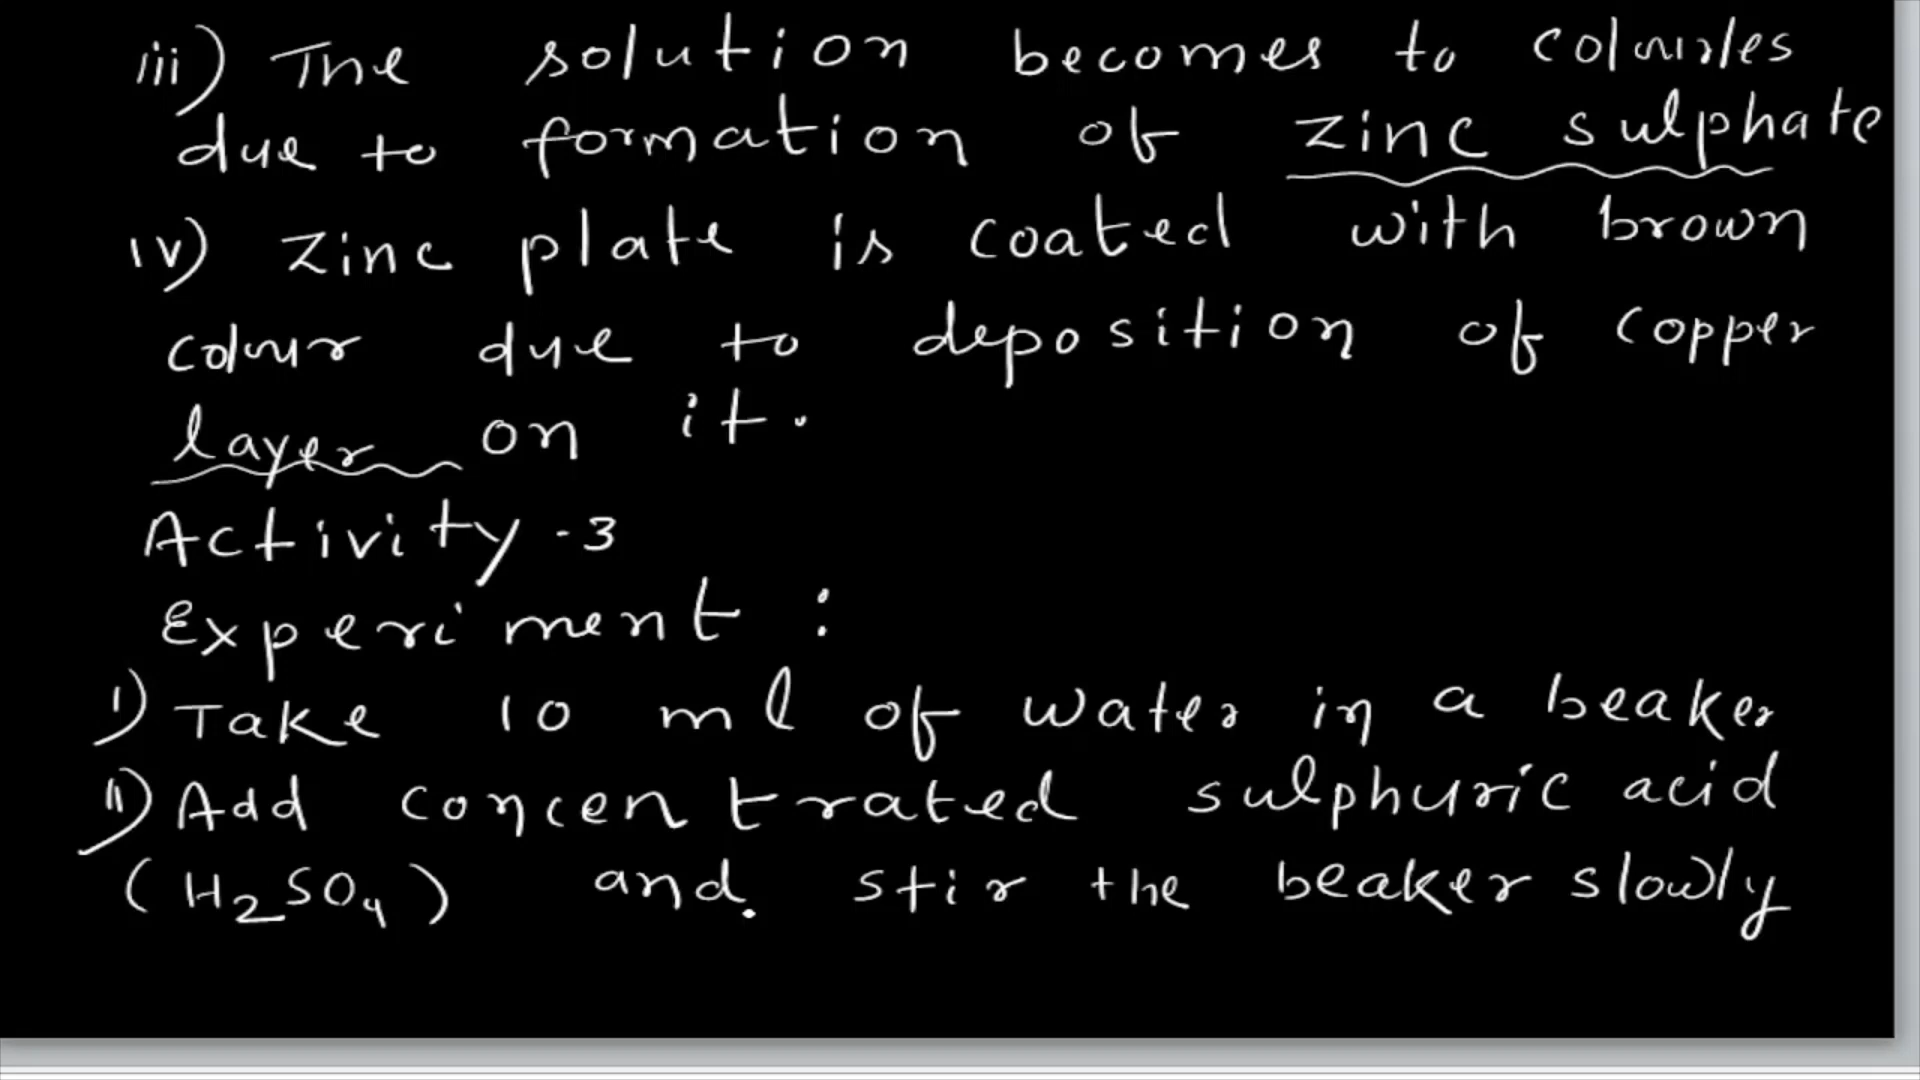 iii) The solution becomes to colourles
due to formation of zinc sulphate
iv) Zinc plate is coated with brown
colour due to deposition of copper
layer on it.
Activity - 3
Experiment :
i) Take 10 ml of water in a beaker
ii) Add concentrated sulphuric acid
(H2SO4) and stir the beaker slowly